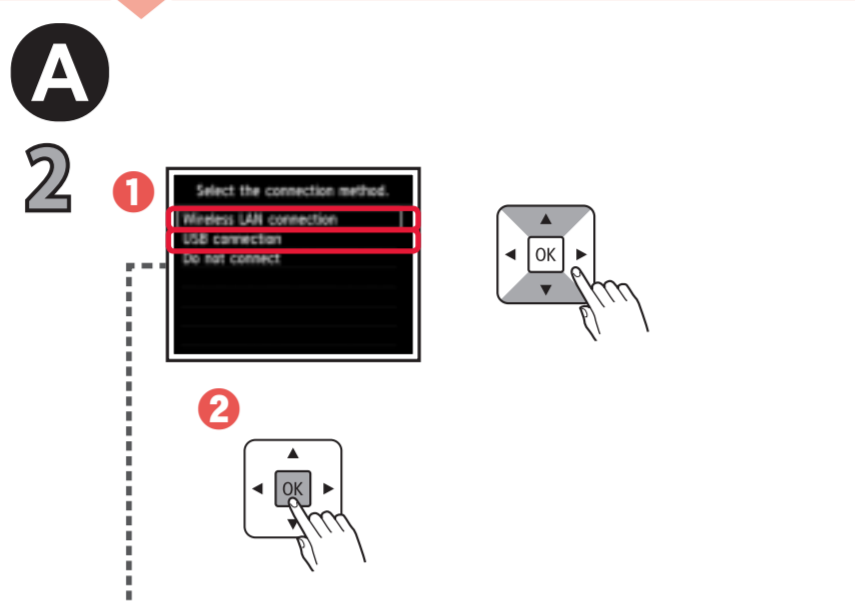 A
2
1
Select the connection method.
Wireless LAN connection
USB connection
Do not connect
OK
2
OK